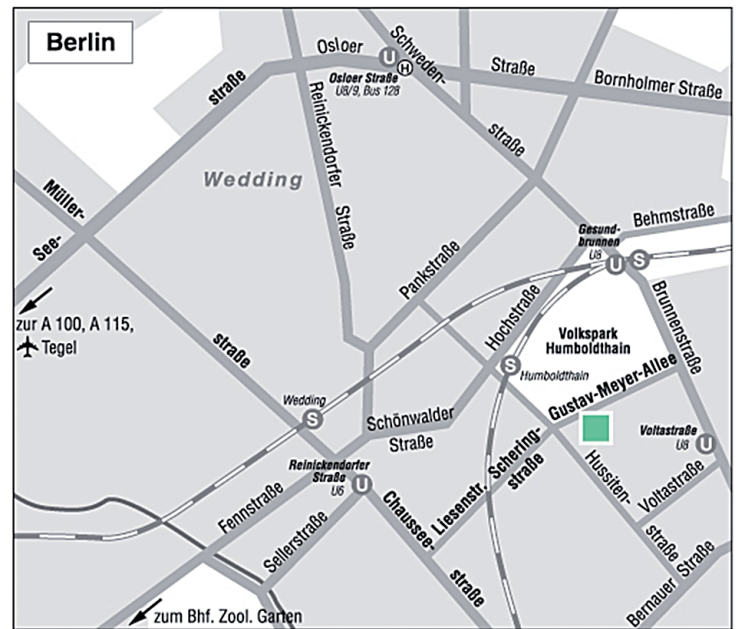 Berlin
Osloer
Schweden-
straße
Straße
Bornholmer Straße
Osloer Straße
U8/9, Bus 128
U
H
straße
Reinickendorfer
Straße
Wedding
Müller-
See-
straße
zur A 100, A 115,
Tegel
Pankstraße
Gesund-
brunnen
U8
U
S
Behmstraße
Hochstraße
Brunnenstraße
Volkspark
Humboldthain
S
Humboldthain
Gustav-Meyer-Allee
Wedding
S
Schönwalder
Straße
Reinickendorfer
Straße
U6
U
Voltastraße
U8
U
Fennstraße
Sellerstraße
Chaussee-
straße
Liesenstr.
Schering-
straße
Hussiten-
straße
Voltastraße
Bernauer Straße
zum Bhf. Zool. Garten